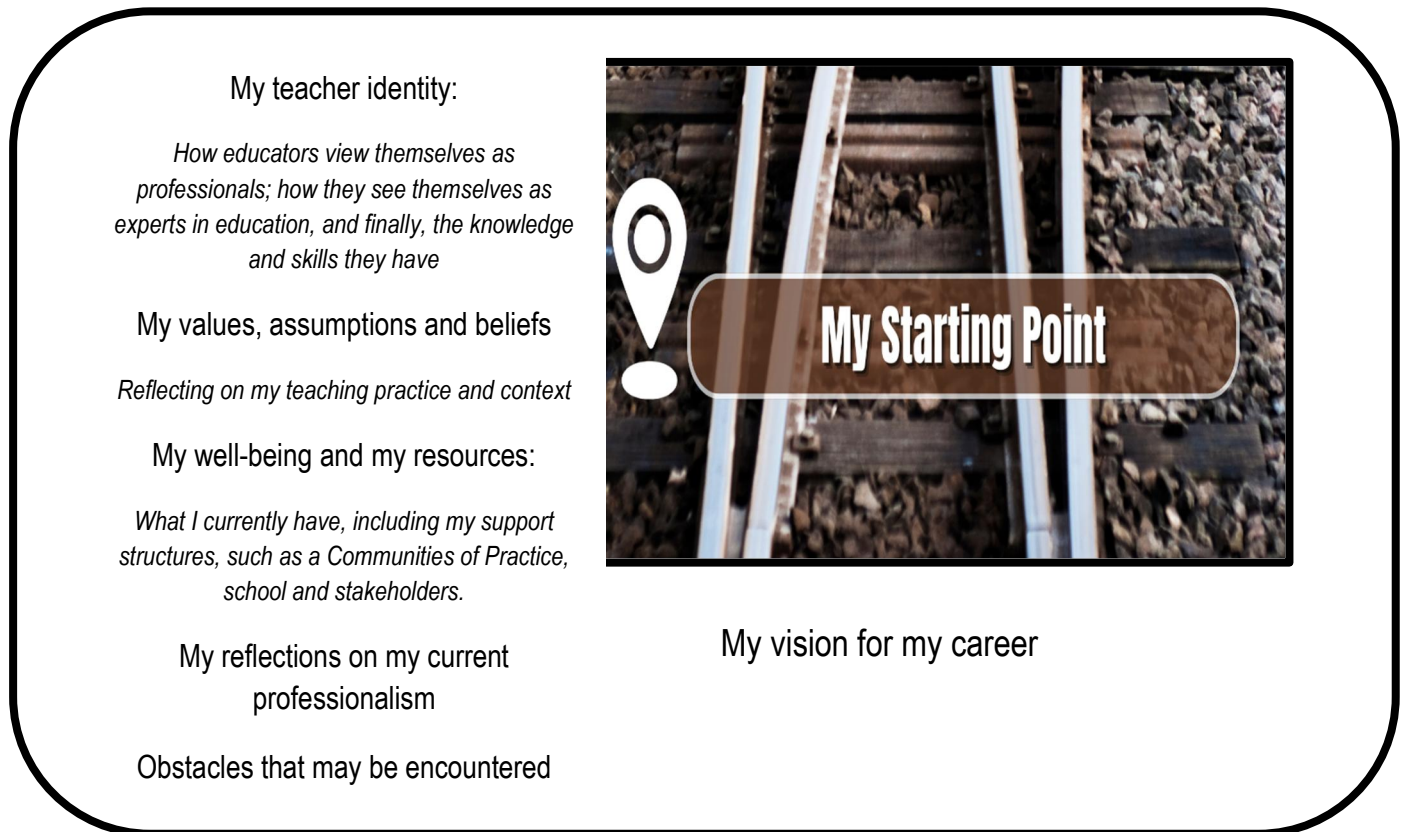 My teacher identity:
How educators view themselves as
professionals; how they see themselves as
experts in education, and finally, the knowledge
and skills they have
My values, assumptions and beliefs
Reflecting on my teaching practice and context
My well-being and my resources:
What I currently have, including my support
structures, such as a Communities of Practice,
school and stakeholders.
My reflections on my current
professionalism
Obstacles that may be encountered
My Starting Point
My vision for my career